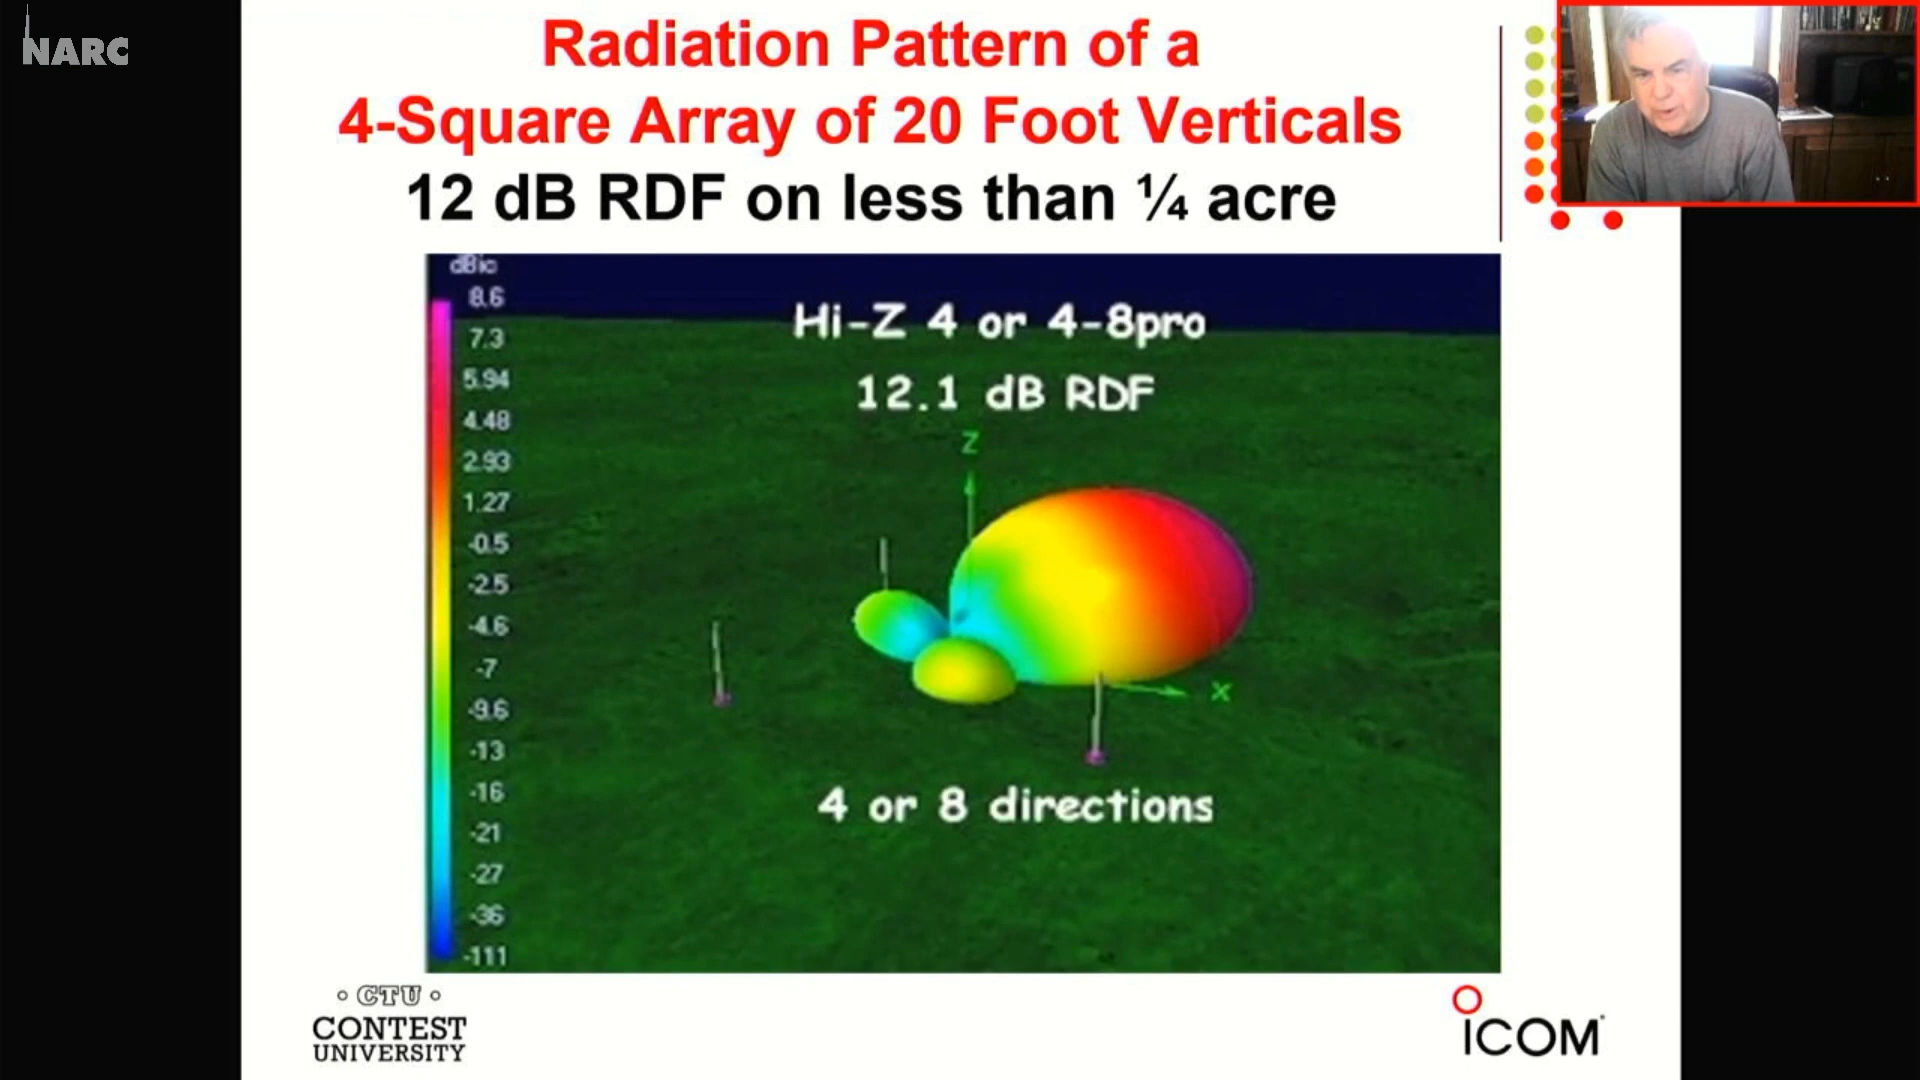 NARC
Radiation Pattern of a
4-Square Array of 20 Foot Verticals
12 dB RDF on less than ¼ acre
dBic
8.6
7.3
5.94
4.48
2.93
1.27
-0.5
-2.5
-4.6
-7
-9.6
-13
-16
-21
-27
-36
-111
Hi-Z 4 or 4-8pro
12.1 dB RDF
Z
X
4 or 8 directions
CTU
CONTEST
UNIVERSITY
ICOM